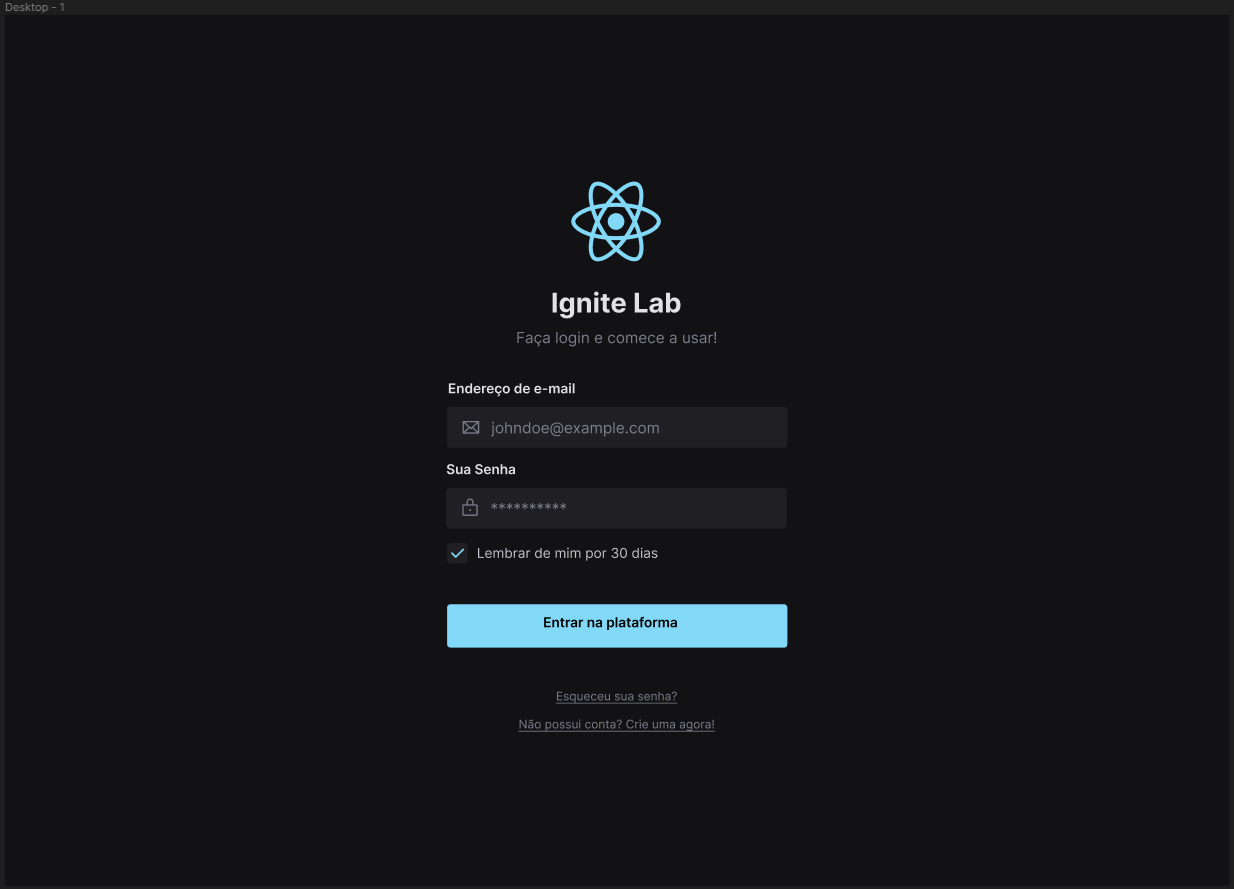 Desktop - 1
Ignite Lab
Faça login e comece a usar!
Endereço de e-mail
johndoe@example.com
Sua Senha
**********
Lembrar de mim por 30 dias
Entrar na plataforma
Esqueceu sua senha?
Não possui conta? Crie uma agora!